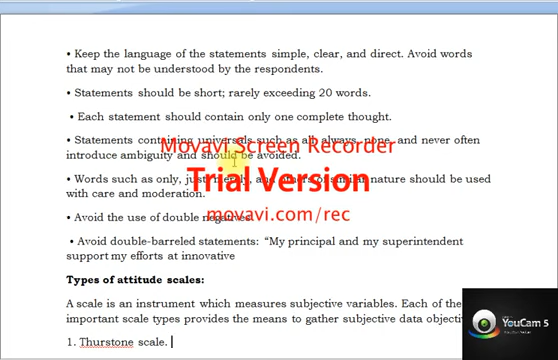 • Keep the language of the statements simple, clear, and direct. Avoid words
that may not be understood by the respondents.
• Statements should be short; rarely exceeding 20 words.
• Each statement should contain only one complete thought.
• Statements containing universals such as all, always, none, and never often
introduce ambiguity and should be avoided.
Movavi Screen Recorder
Trial Version
movavi.com/rec
• Words such as only, just, merely, and others of similar nature should be used
with care and moderation.
• Avoid the use of double negatives.
• Avoid double-barreled statements: “My principal and my superintendent
support my efforts at innovative
Types of attitude scales:
A scale is an instrument which measures subjective variables. Each of the
important scale types provides the means to gather subjective data
1. Thurstone scale.
YouCam 5